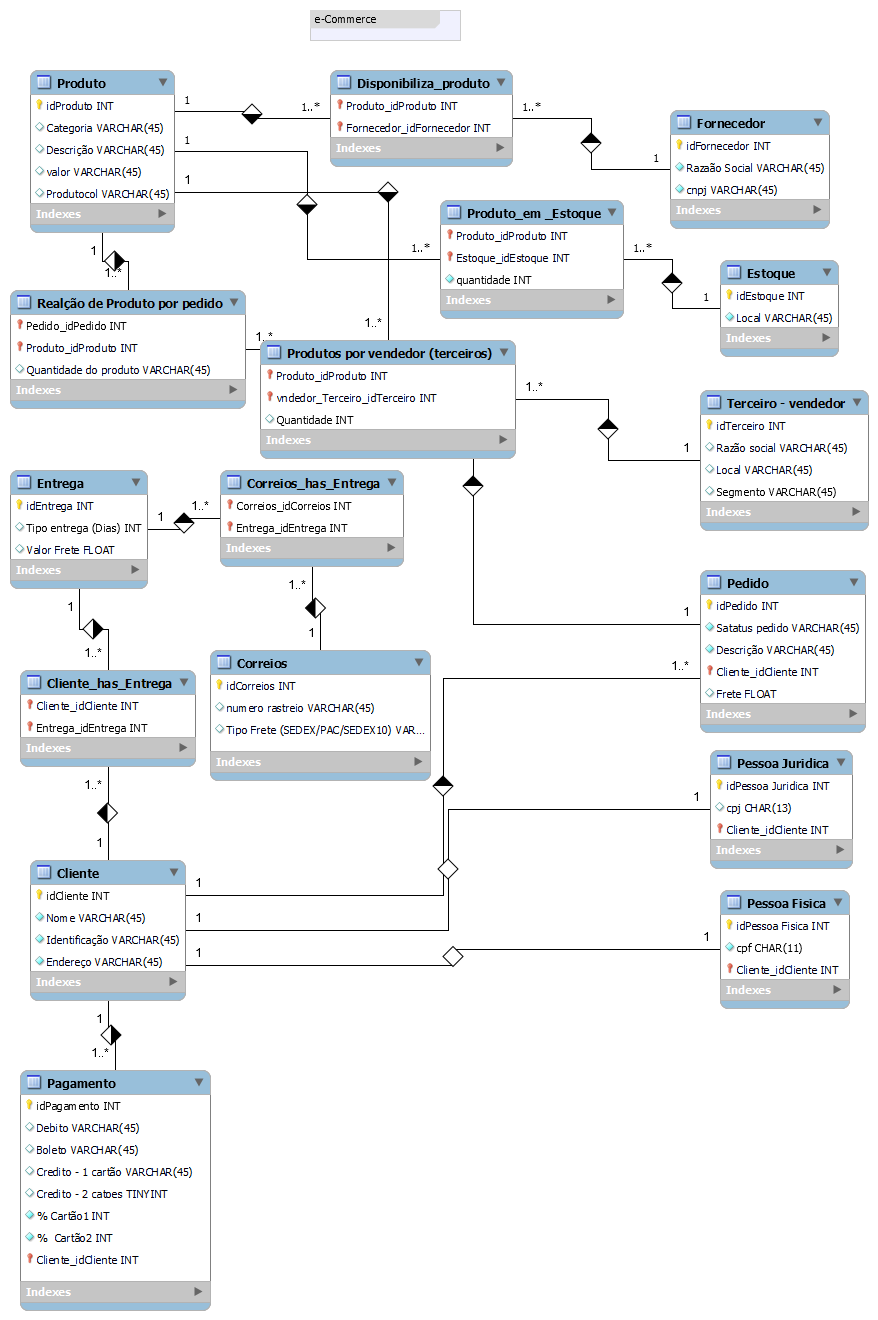 e-Commerce
Produto
idProduto INT
Categoria VARCHAR(45)
Descrição VARCHAR(45)
valor VARCHAR(45)
Produtocol VARCHAR(45)
Indexes
1
1..*
1
1
1
1..*
Disponibiliza_produto
Produto_idProduto INT
Fornecedor_idFornecedor INT
Indexes
1..*
1
Fornecedor
idFornecedor INT
Razaão Social VARCHAR(45)
cnpj VARCHAR(45)
Indexes
1..*
Produto_em _Estoque
Produto_idProduto INT
Estoque_idEstoque INT
quantidade INT
Indexes
1..*
1
Estoque
idEstoque INT
Local VARCHAR(45)
Indexes
Realção de Produto por pedido
Pedido_idPedido INT
Produto_idProduto INT
Quantidade do produto VARCHAR(45)
Indexes
1..*
1..*
Produtos por vendedor (terceiros)
Produto_idProduto INT
vndedor_Terceiro_idTerceiro INT
Quantidade INT
Indexes
1..*
1
Terceiro - vendedor
idTerceiro INT
Razão social VARCHAR(45)
Local VARCHAR(45)
Segmento VARCHAR(45)
Indexes
Entrega
idEntrega INT
Tipo entrega (Dias) INT
Valor Frete FLOAT
Indexes
1
1..*
Correios_has_Entrega
Correios_idCorreios INT
Entrega_idEntrega INT
Indexes
1..*
1
Correios
idCorreios INT
numero rastreio VARCHAR(45)
Tipo Frete (SEDEX/PAC/SEDEX10) VAR...
Indexes
1
Pedido
idPedido INT
Satatus pedido VARCHAR(45)
Descrição VARCHAR(45)
Cliente_idCliente INT
Frete FLOAT
Indexes
1..*
1
1..*
Cliente_has_Entrega
Cliente_idCliente INT
Entrega_idEntrega INT
Indexes
1..*
1
Pessoa Juridica
idPessoa Juridica INT
cpj CHAR(13)
Cliente_idCliente INT
Indexes
1
Cliente
idCliente INT
Nome VARCHAR(45)
Identificação VARCHAR(45)
Endereço VARCHAR(45)
Indexes
1
1
1
1
Pessoa Fisica
idPessoa Fisica INT
cpf CHAR(11)
Cliente_idCliente INT
Indexes
1
1..*
Pagamento
idPagamento INT
Debito VARCHAR(45)
Boleto VARCHAR(45)
Credito - 1 cartão VARCHAR(45)
Credito - 2 catoes TINYINT
% Cartão1 INT
% Cartão2 INT
Cliente_idCliente INT
Indexes